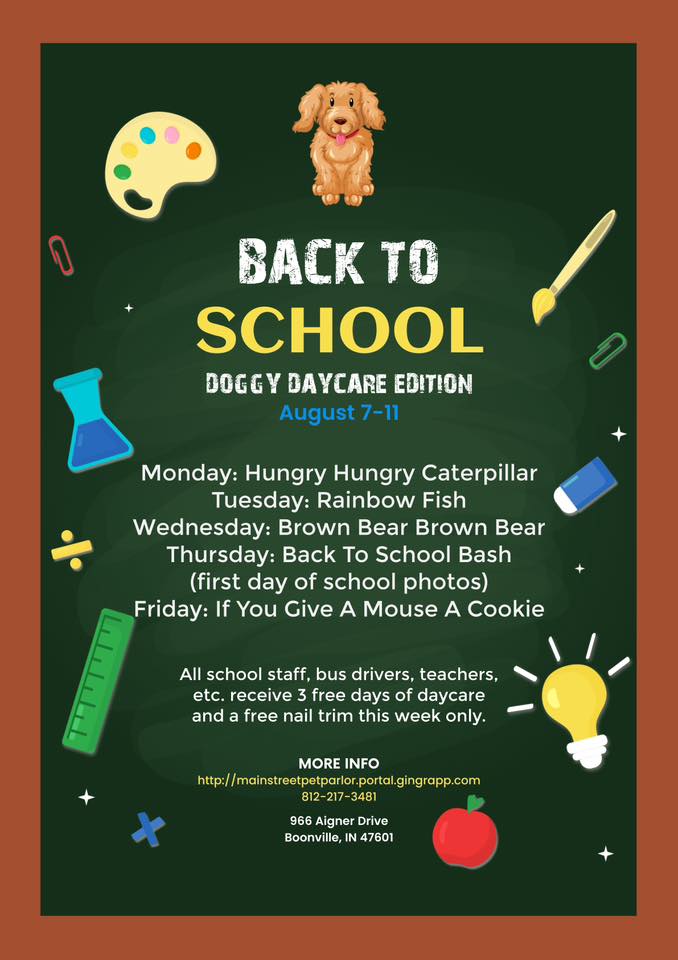 BACK TO
SCHOOL
DOGGY DAYCARE EDITION
August 7-11
Monday: Hungry Hungry Caterpillar
Tuesday: Rainbow Fish
Wednesday: Brown Bear Brown Bear
Thursday: Back To School Bash
(first day of school photos)
Friday: If You Give A Mouse A Cookie
All school staff, bus drivers, teachers,
etc. receive 3 free days of daycare
and a free nail trim this week only.
MORE INFO
http://mainstreetpetparlor.portal.gingrapp.com
812-217-3481
966 Aigner Drive
Boonville, IN 47601